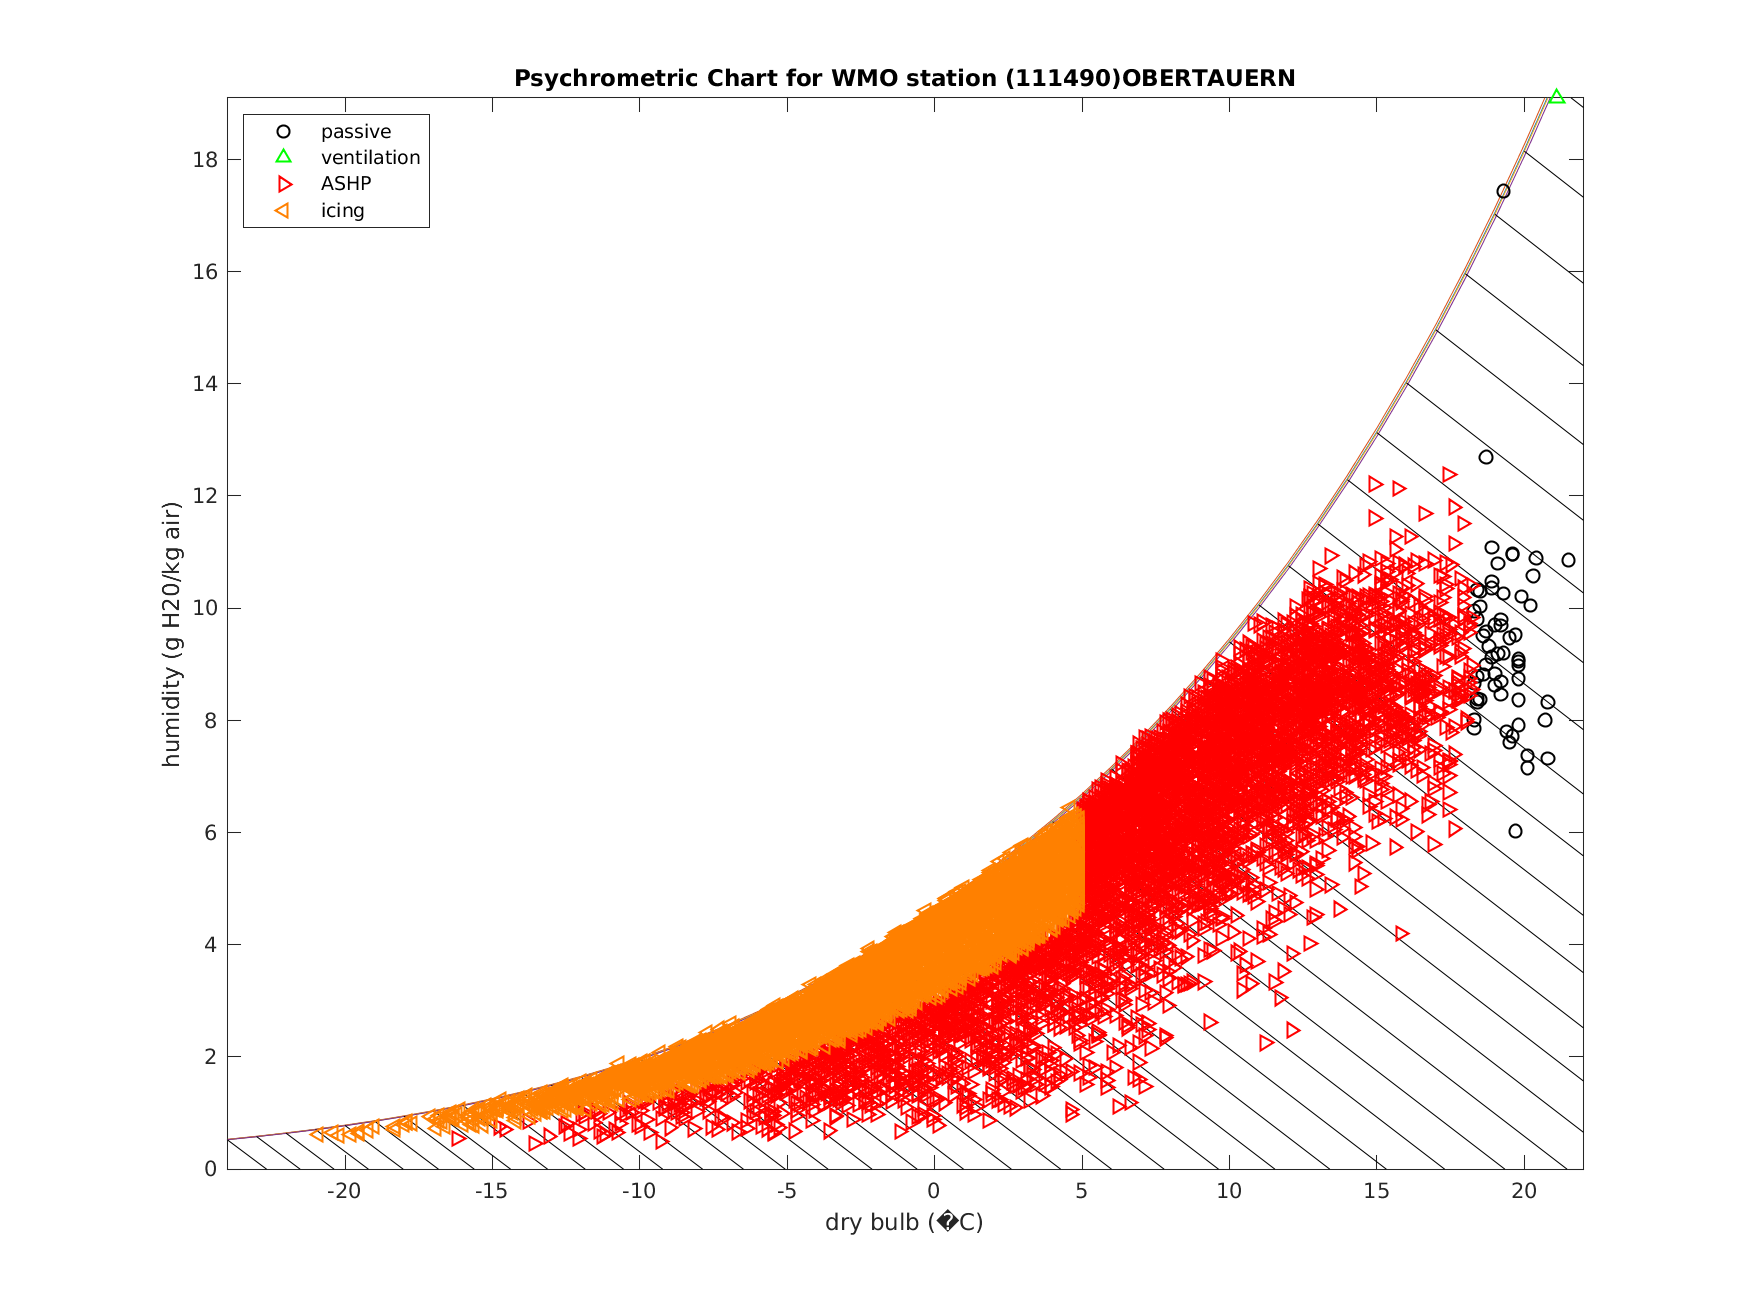 Psychrometric Chart for WMO station (111490)OBERTAUERN
passive
ventilation
ASHP
icing
18
16
14
12
10
8
6
4
2
0
humidity (g H20/kg air)
-20 -15 -10 -5 0 5 10 15 20
dry bulb (�C)